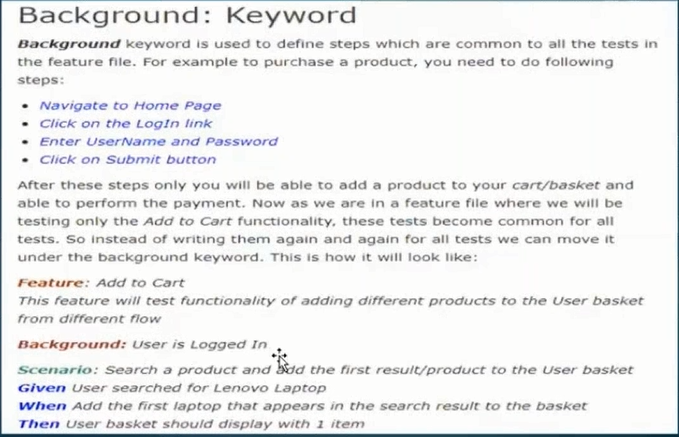 Background: Keyword
Background keyword is used to define steps which are common to all the tests in
the feature file. For example to purchase a product, you need to do following
steps:
• Navigate to Home Page
• Click on the LogIn link
• Enter UserName and Password
• Click on Submit button
After these steps only you will be able to add a product to your cart/basket and
able to perform the payment. Now as we are in a feature file where we will be
testing only the Add to Cart functionality, these tests become common for all
tests. So instead of writing them again and again for all tests we can move it
under the background keyword. This is how it will look like:
Feature: Add to Cart
This feature will test functionality of adding different products to the User basket
from different flow
Background: User is Logged In
Scenario: Search a product and add the first result/product to the User basket
Given User searched for Lenovo Laptop
When Add the first laptop that appears in the search result to the basket
Then User basket should display with 1 item